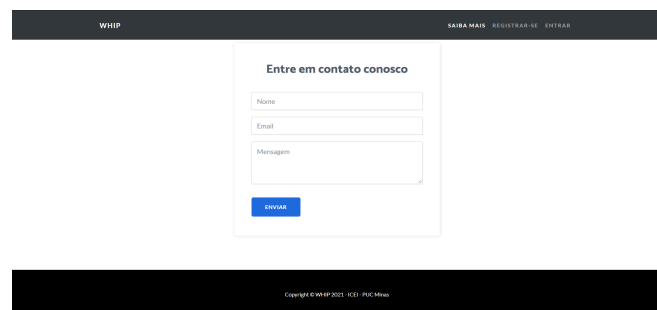 WHIP
SAIBA MAIS REGISTRAR-SE ENTRAR
Entre em contato conosco
Nome
Email
Mensagem
ENVIAR
Copyright © WHIP 2021 - ICEI - PUC Minas